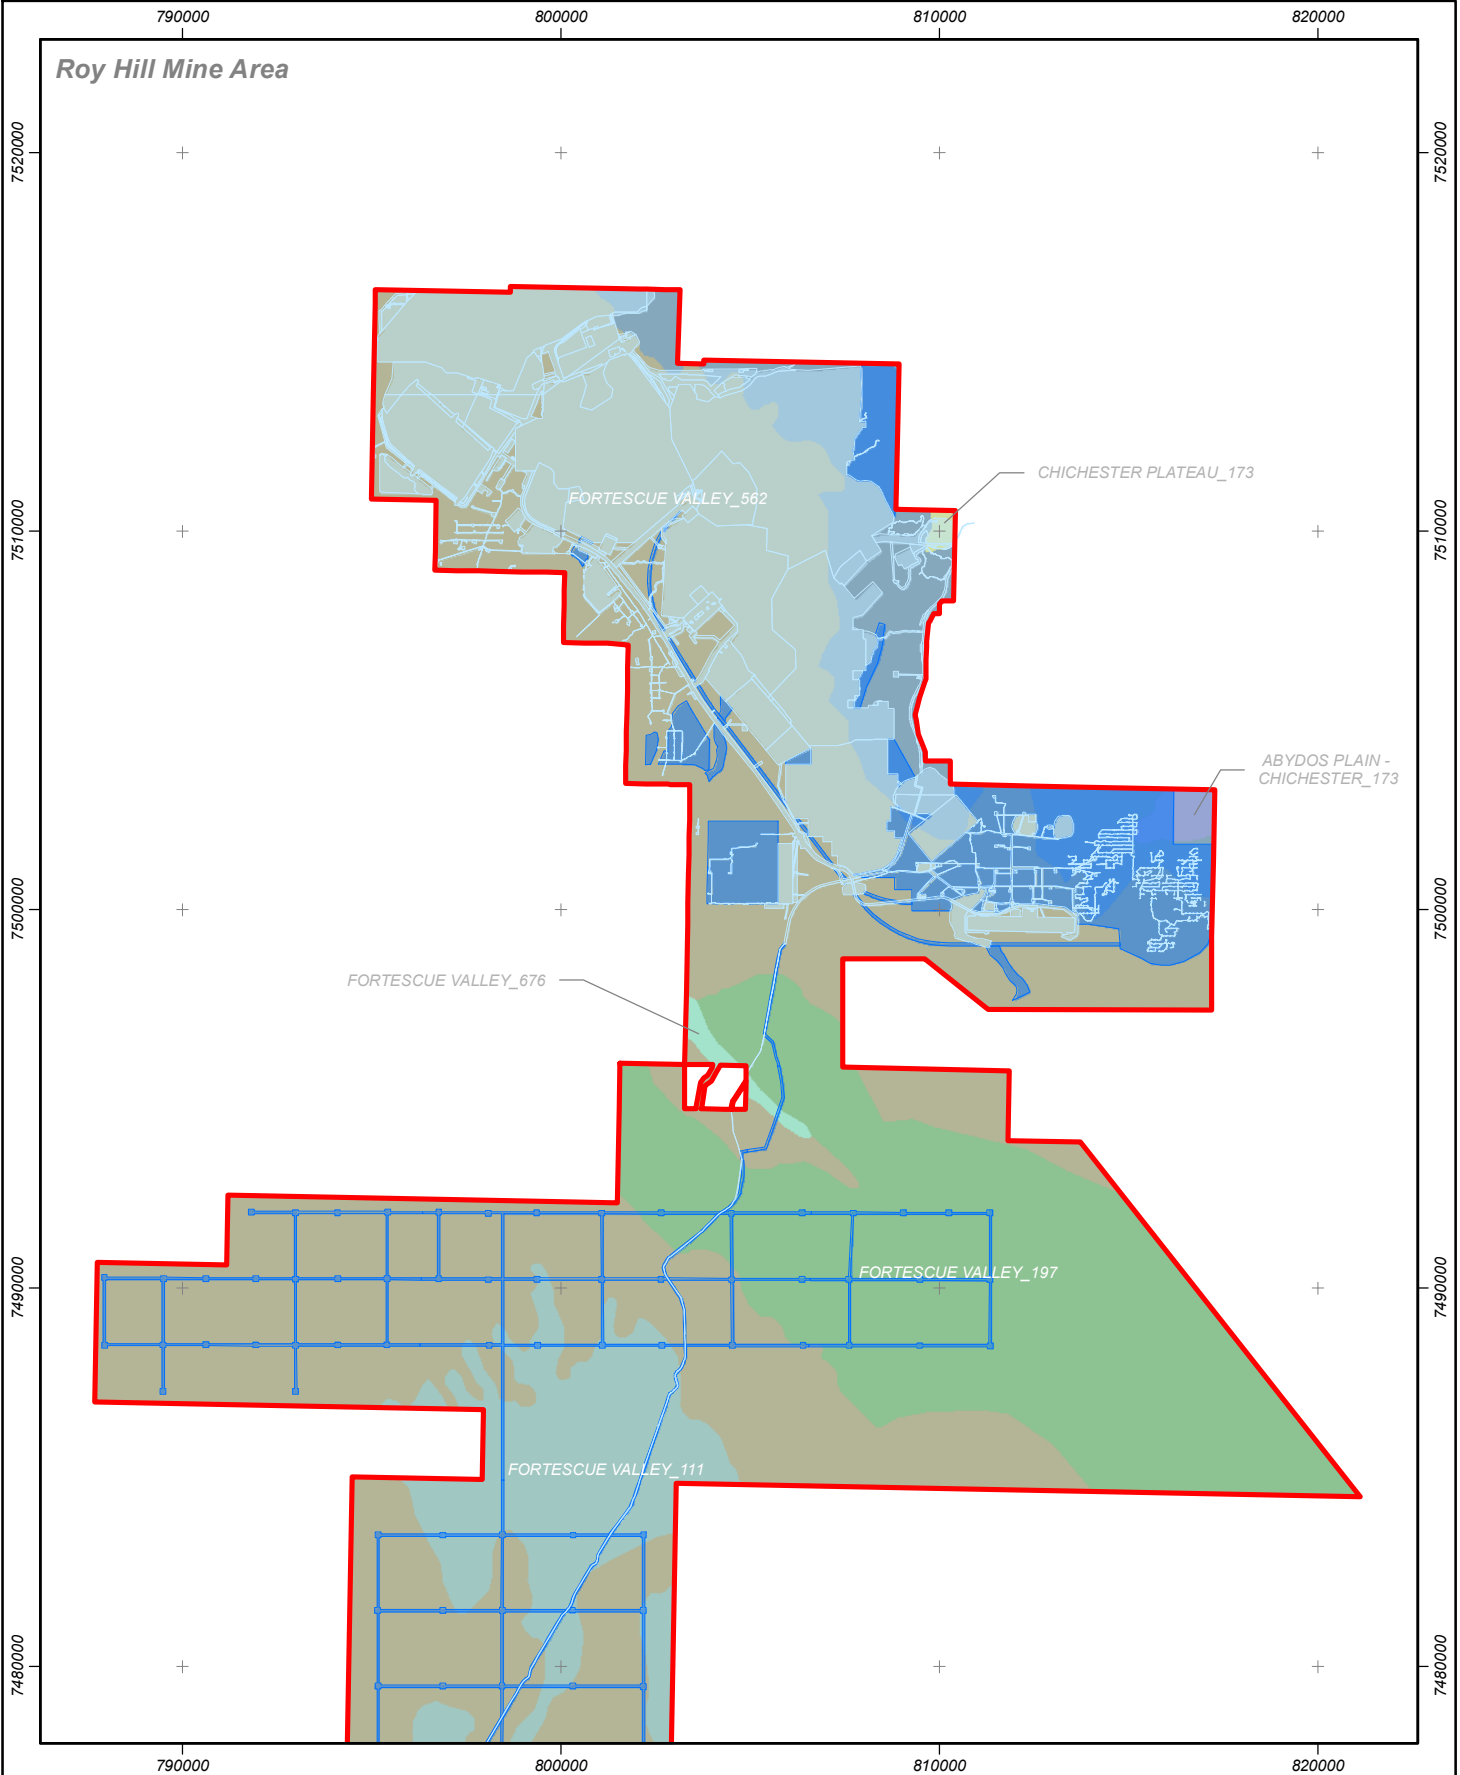 790000
800000
810000
820000
Roy Hill Mine Area
7520000
7520000
CHICHESTER PLATEAU_173
FORTESCUE VALLEY_562
7510000
7510000
ABYDOS PLAIN -
CHICHESTER_173
7500000
7500000
FORTESCUE VALLEY_676
FORTESCUE VALLEY_197
7490000
7490000
FORTESCUE VALLEY_111
7480000
7480000
790000
800000
810000
820000